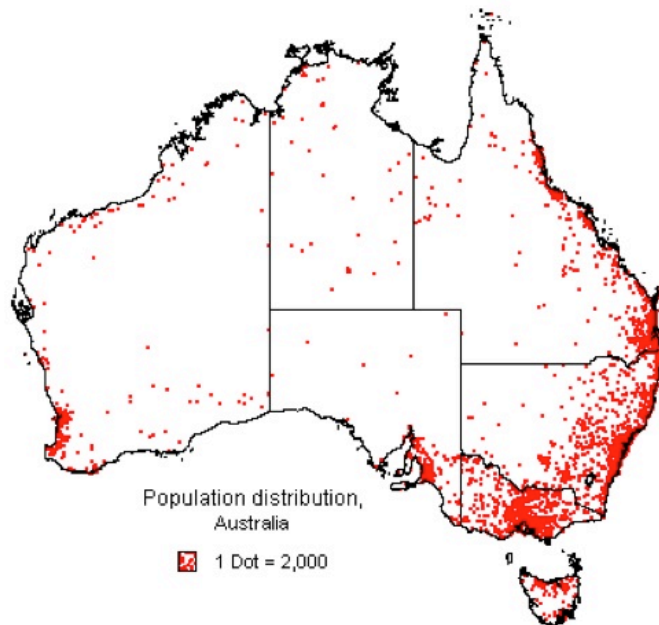 Population distribution,
Australia
1 Dot = 2,000